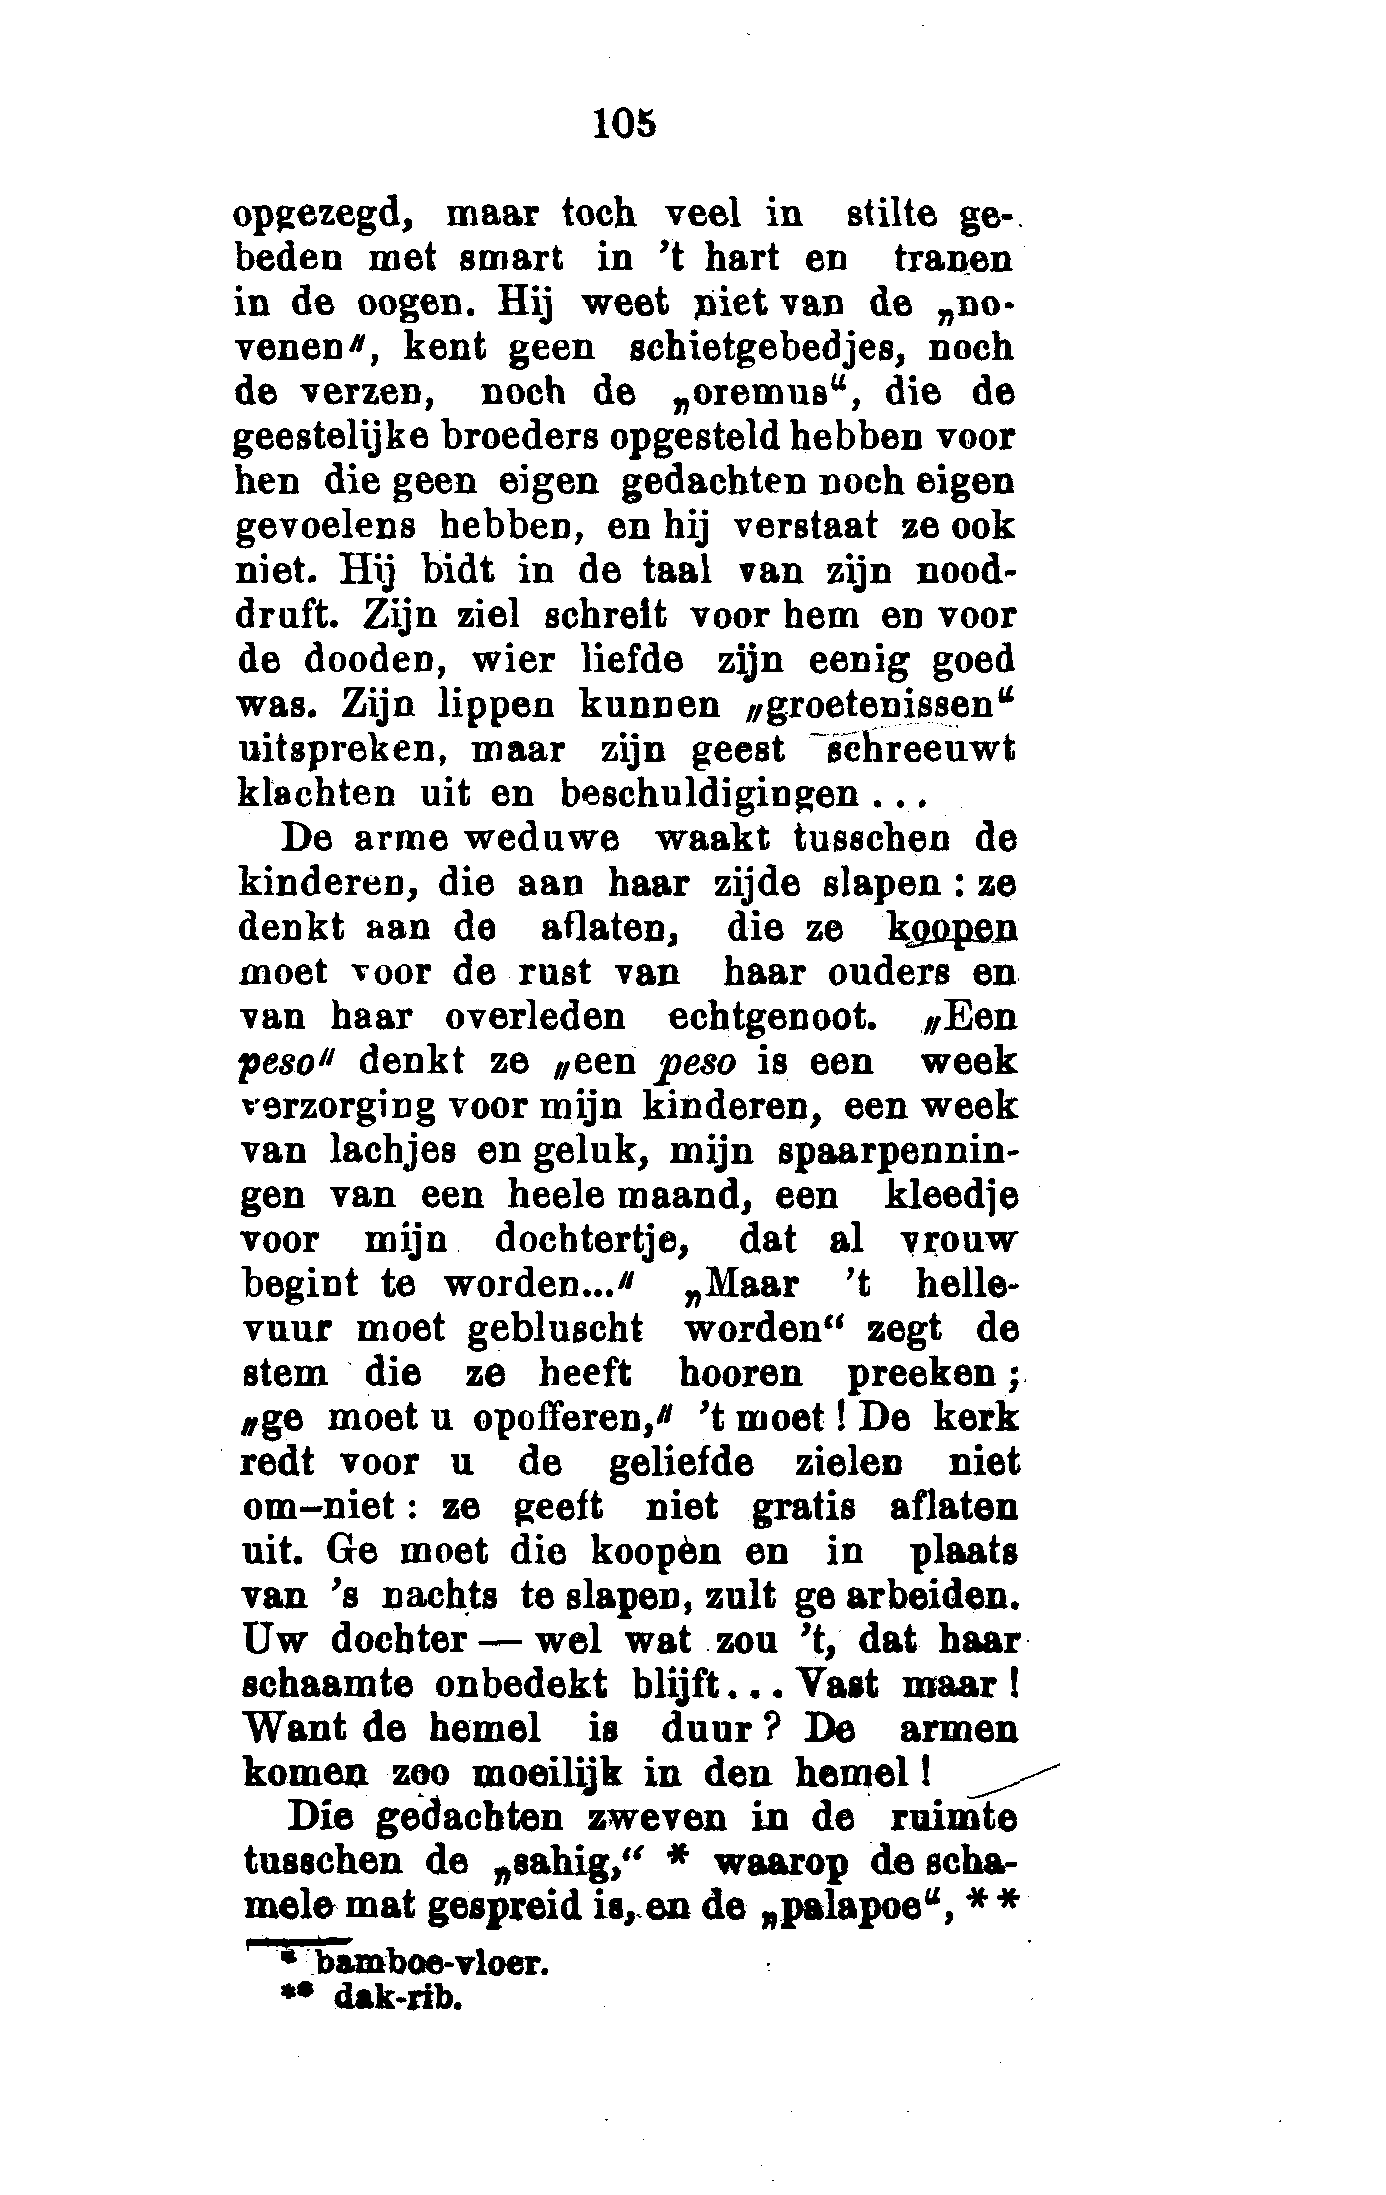 105
opgezegd, maar toch veel in stilte ge-
beden met smart in 't hart en tranen
in de oogen. Hij weet niet van de „no-
venen", kent geen schietgebedjes, noch
de verzen, noch de „oremus“, die de
geestelijke broeders opgesteld hebben voor
hen die geen eigen gedachten noch eigen
gevoelens hebben, en hij verstaat ze ook
niet. Hij bidt in de taal van zijn nood-
druft. Zijn ziel schreit voor hem en voor
de dooden, wier liefde zijn eenig goed
was. Zijn lippen kunnen „groetenissen“
uitspreken, maar zijn geest schreeuwt
klachten uit en beschuldigingen ...
De arme weduwe waakt tusschen de
kinderen, die aan haar zijde slapen : ze
denkt aan de aflaten, die ze koopen
moet voor de rust van haar ouders en
van haar overleden echtgenoot. „Een
peso" denkt ze „een peso is een week
verzorging voor mijn kinderen, een week
van lachjes en geluk, mijn spaarpennin-
gen van een heele maand, een kleedje
voor mijn dochtertje, dat al vrouw
begint te worden..." „Maar 't helle-
vuur moet gebluscht worden“ zegt de
stem die ze heeft hooren preeken ;
„ge moet u opofferen," 't moet ! De kerk
redt voor u de geliefde zielen niet
om—niet : ze geeft niet gratis aflaten
uit. Ge moet die koopèn en in plaats
van 's nachts te slapen, zult ge arbeiden.
Uw dochter — wel wat zou 't, dat haar
schaamte onbedekt blijft... Vast maar !
Want de hemel is duur ? De armen
komen zoo moeilijk in den hemel !
Die gedachten zweven in de ruimte
tusschen de „sahig,“ * waarop de scha-
mele mat gespreid is, en de „palapoe“, **
* bamboe-vloer.
** dak-rib.